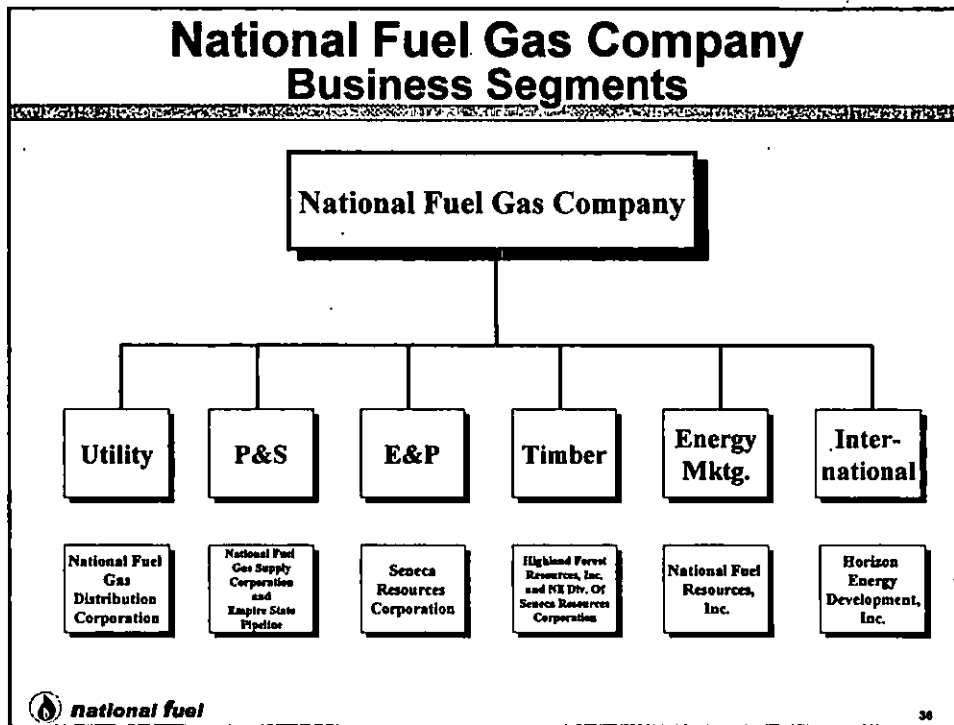 National Fuel Gas Company
Business Segments
National Fuel Gas Company
Utility
P&S
E&P
Timber
Energy
Mktg.
Inter-
national
National Fuel
Gas
Distribution
Corporation
National Fuel
Gas Supply
Corporation
and
Empire State
Pipeline
Seneca
Resources
Corporation
Highland Forest
Resources, Inc.
and NE Div. Of
Seneca Resources
Corporation
National Fuel
Resources,
Inc.
Horizon
Energy
Development,
Inc.
national fuel
36